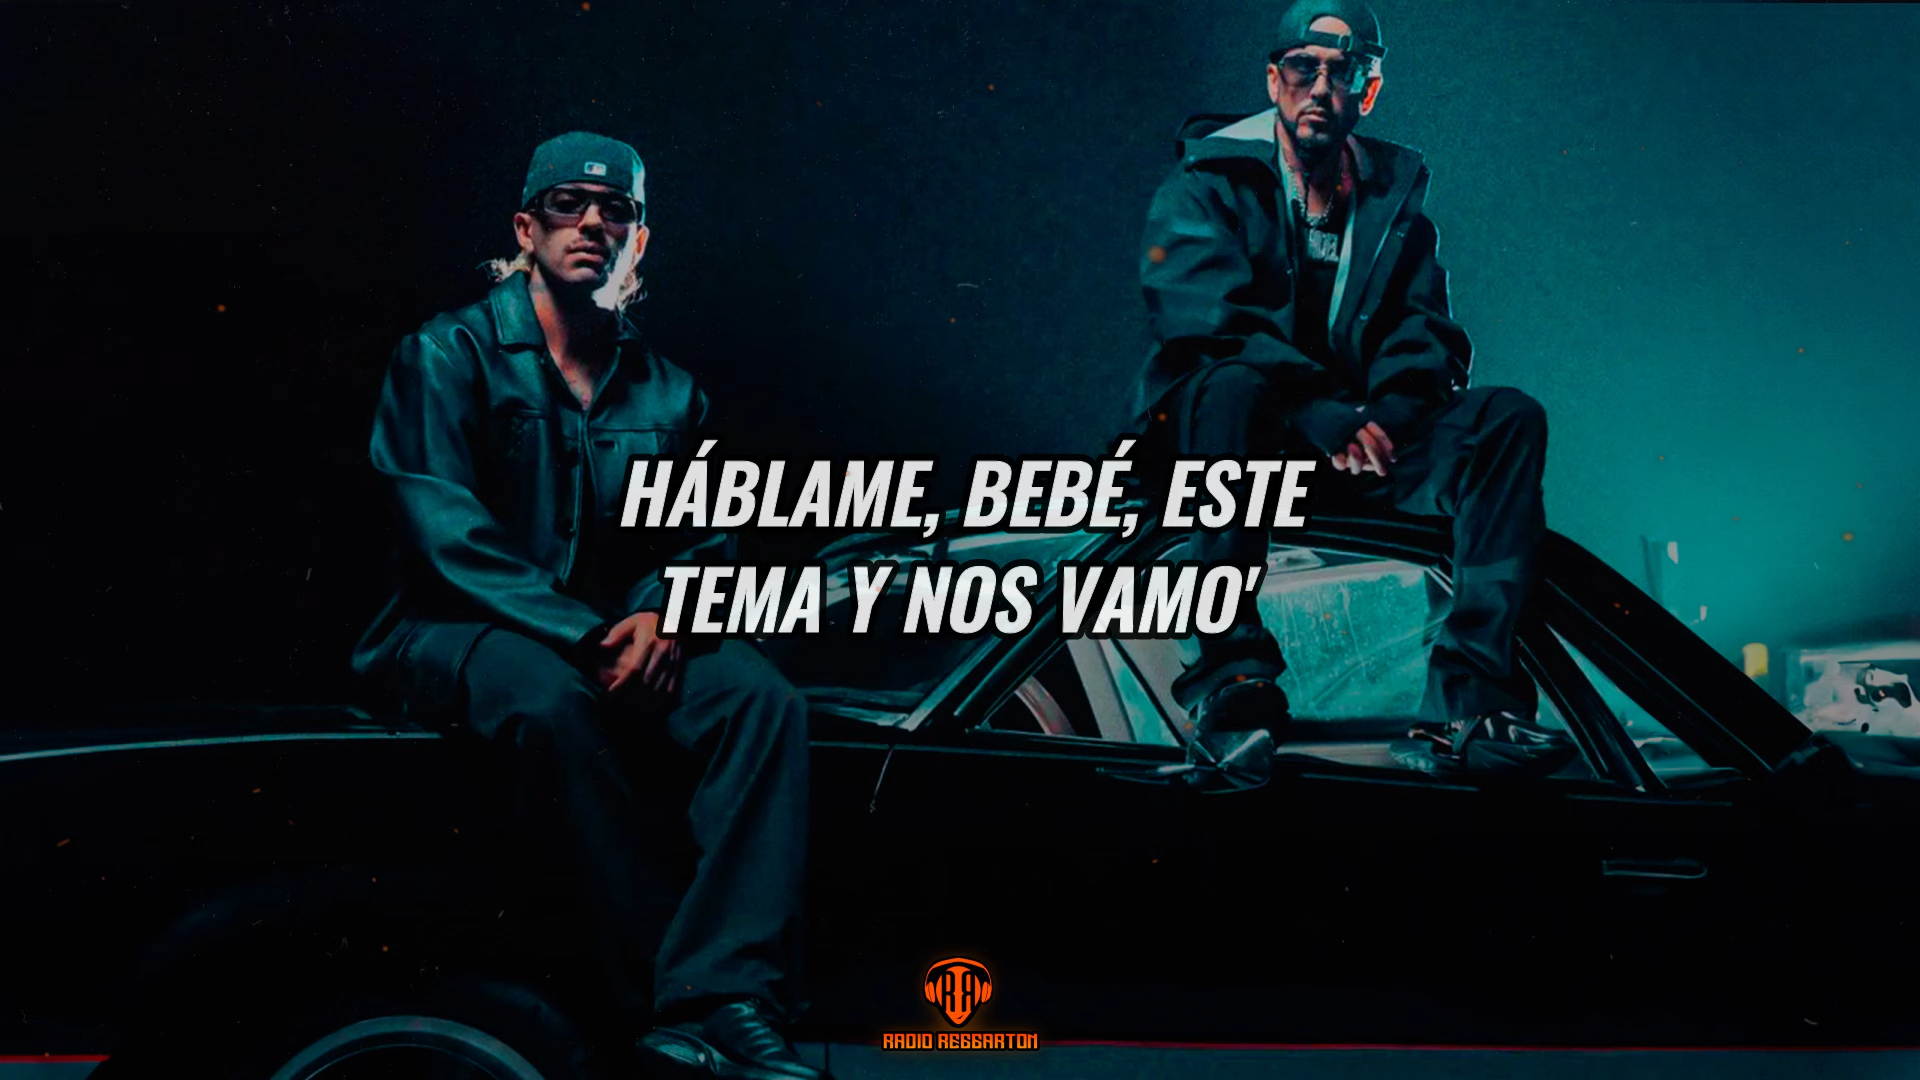 HÁBLAME, BEBÉ, ESTE
TEMA Y NOS VAMO'
RADIO REGGAETON